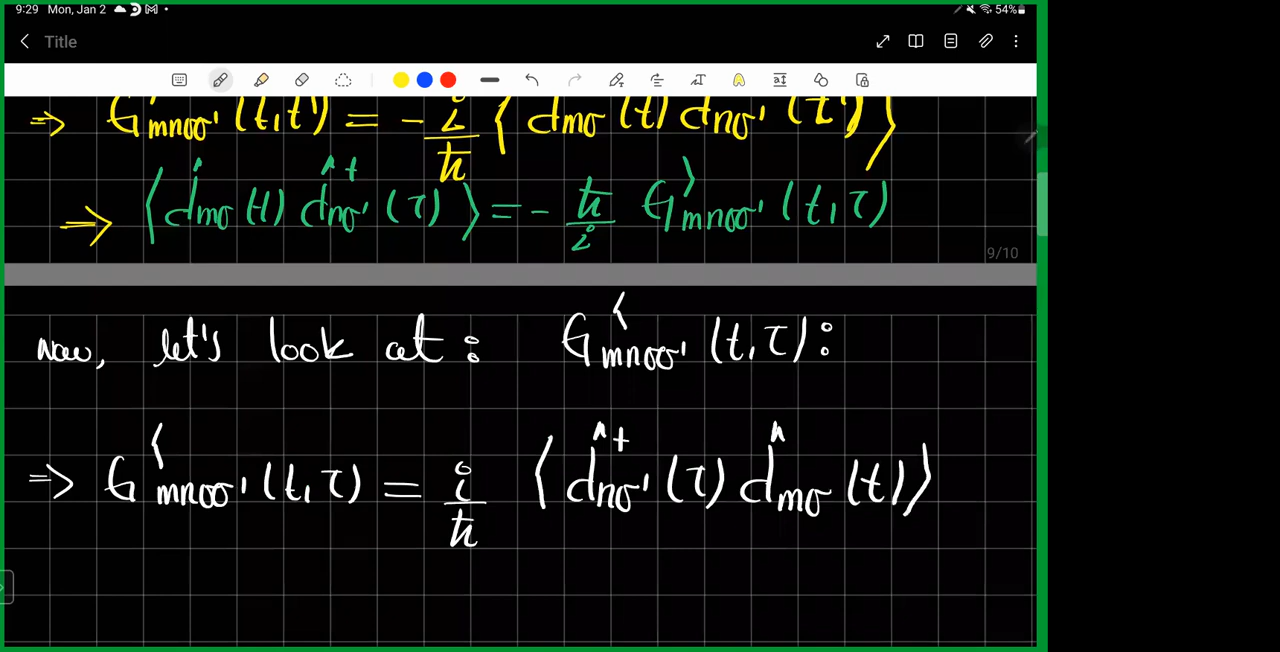 9:29 Mon, Jan 2 54%
Title
⇒ G^>_{mnσσ'}(t,t') = -i/ħ ⟨ d_{mσ}(t) d_{nσ'}(τ) ⟩
⇒ ⟨ d̂_{mσ}(t) d̂^+_{nσ'}(τ) ⟩ = - ħ/i G^>_{mnσσ'}(t,τ)
9/10
Now, let's look at : G^<_{mnσσ'}(t,τ):
⇒ G^<_{mnσσ'}(t,τ) = i/ħ ⟨ d̂^+_{nσ'}(τ) d̂_{mσ}(t) ⟩